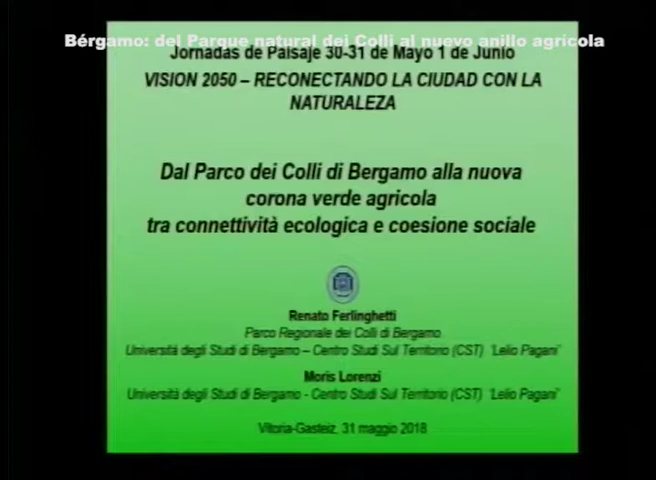 Bérgamo: del Parque natural dei Colli al nuevo anillo agrícola
Jornadas de Paisaje 30-31 de Mayo 1 de Junio
VISION 2050 – RECONECTANDO LA CIUDAD CON LA
NATURALEZA
Dal Parco dei Colli di Bergamo alla nuova
corona verde agricola
tra connettività ecologica e coesione sociale
Renato Ferlinghetti
Parco Regionale dei Colli di Bergamo
Università degli Studi di Bergamo – Centro Studi Sul Territorio (CST) 'Lelio Pagani'
Moris Lorenzi
Università degli Studi di Bergamo - Centro Studi Sul Territorio (CST) 'Lelio Pagani'
Vitoria-Gasteiz, 31 maggio 2018